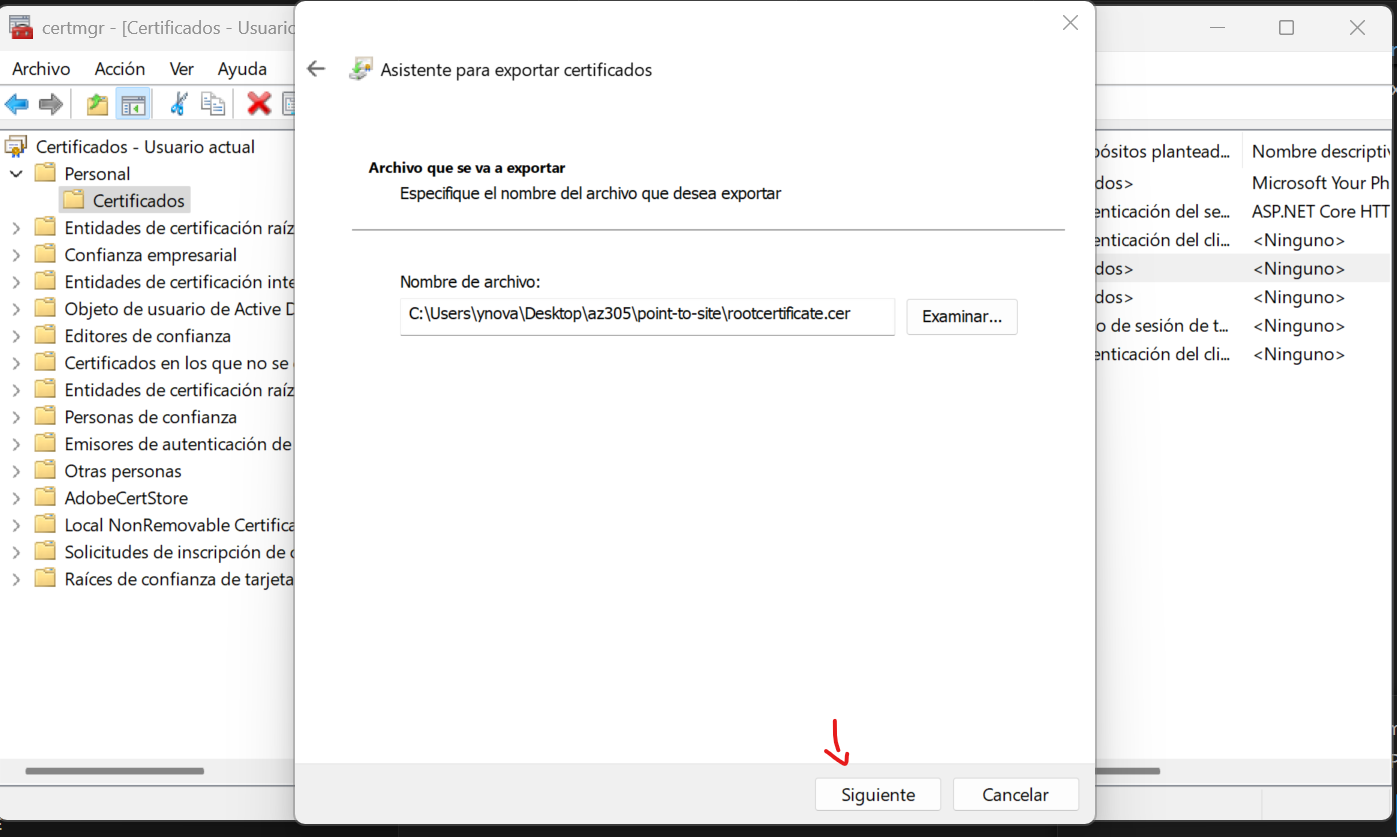 certmgr - [Certificados - Usuario
Archivo Acción Ver Ayuda
Certificados - Usuario actual
Personal
Certificados
Entidades de certificación raíz
Confianza empresarial
Entidades de certificación inte
Objeto de usuario de Active D
Editores de confianza
Certificados en los que no se
Entidades de certificación raíz
Personas de confianza
Emisores de autenticación de
Otras personas
AdobeCertStore
Local NonRemovable Certifica
Solicitudes de inscripción de c
Raíces de confianza de tarjeta
Asistente para exportar certificados
Archivo que se va a exportar
Especifique el nombre del archivo que desea exportar
Nombre de archivo:
C:\Users\ynova\Desktop\az305\point-to-site\rootcertificate.cer
Examinar...
Siguiente Cancelar
pósitos plantead... Nombre descriptiv
dos> Microsoft Your Ph
enticación del se... ASP.NET Core HTT
enticación del cli... <Ninguno>
dos> <Ninguno>
dos> <Ninguno>
o de sesión de t... <Ninguno>
enticación del cli... <Ninguno>